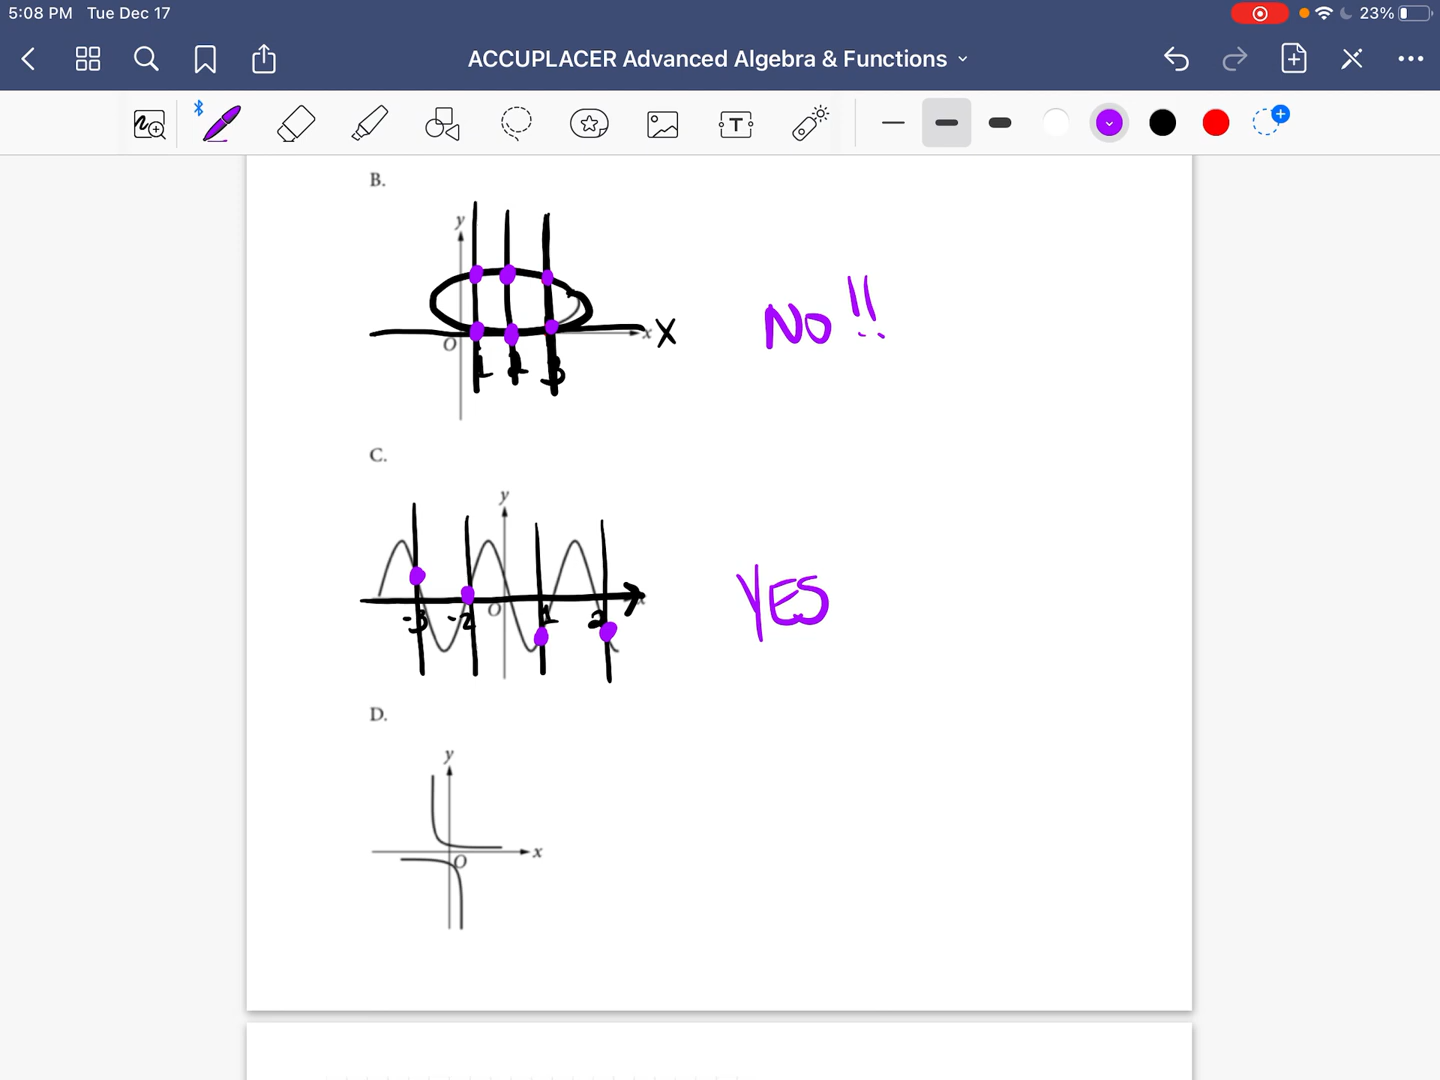 5:08 PM Tue Dec 17
23%
ACCUPLACER Advanced Algebra & Functions
T
B.
y
x X
O
1 2 3
NO!!
C.
y
O
-3 -2 1 2
YES
D.
y
x
O